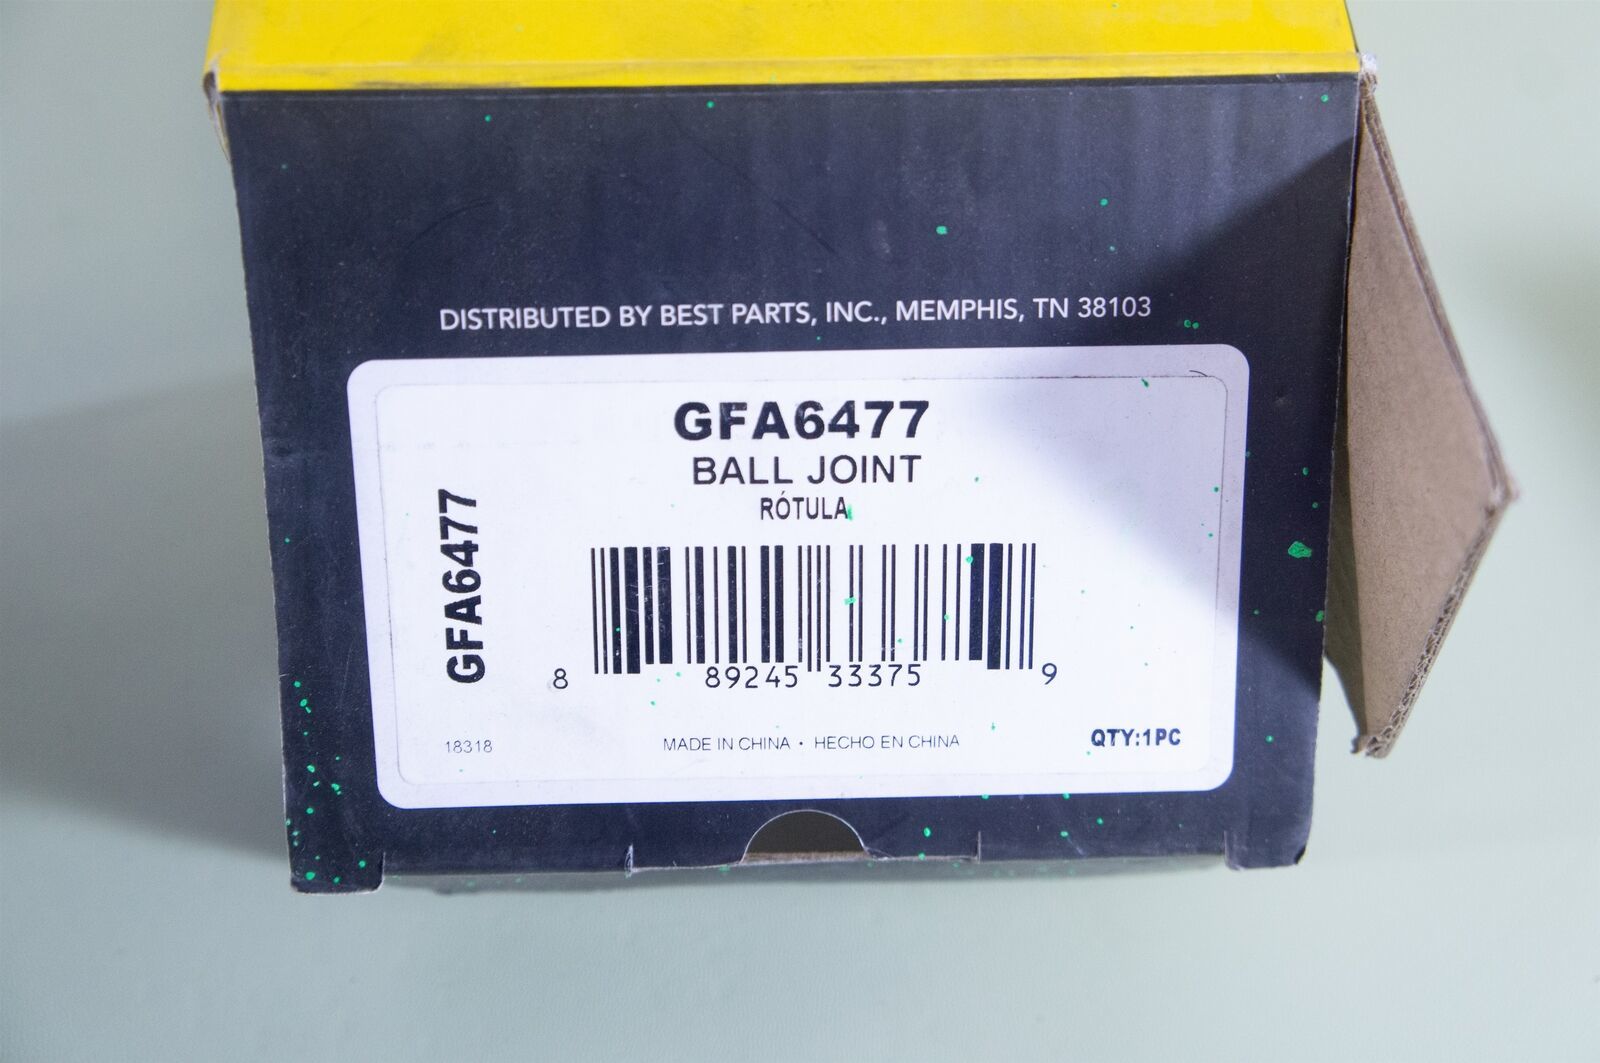 DISTRIBUTED BY BEST PARTS, INC., MEMPHIS, TN 38103
GFA6477
BALL JOINT
RÓTULA
GFA6477
8 89245 33375 9
18318
MADE IN CHINA • HECHO EN CHINA
QTY:1PC